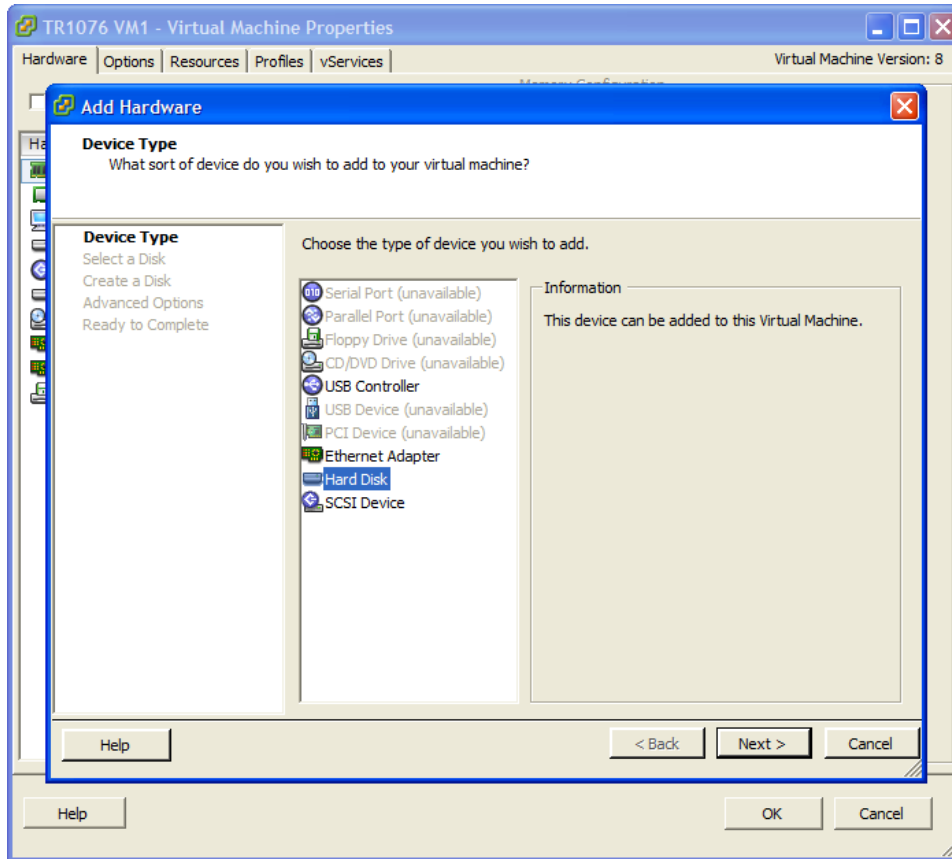 TR1076 VM1 - Virtual Machine Properties
Hardware Options Resources Profiles vServices Virtual Machine Version: 8
Memory Configuration
Add Hardware
Ha
Device Type
What sort of device do you wish to add to your virtual machine?
Device Type
Select a Disk
Create a Disk
Advanced Options
Ready to Complete
Choose the type of device you wish to add.
Serial Port (unavailable)
Parallel Port (unavailable)
Floppy Drive (unavailable)
CD/DVD Drive (unavailable)
USB Controller
USB Device (unavailable)
PCI Device (unavailable)
Ethernet Adapter
Hard Disk
SCSI Device
Information
This device can be added to this Virtual Machine.
Help < Back Next > Cancel
Help OK Cancel